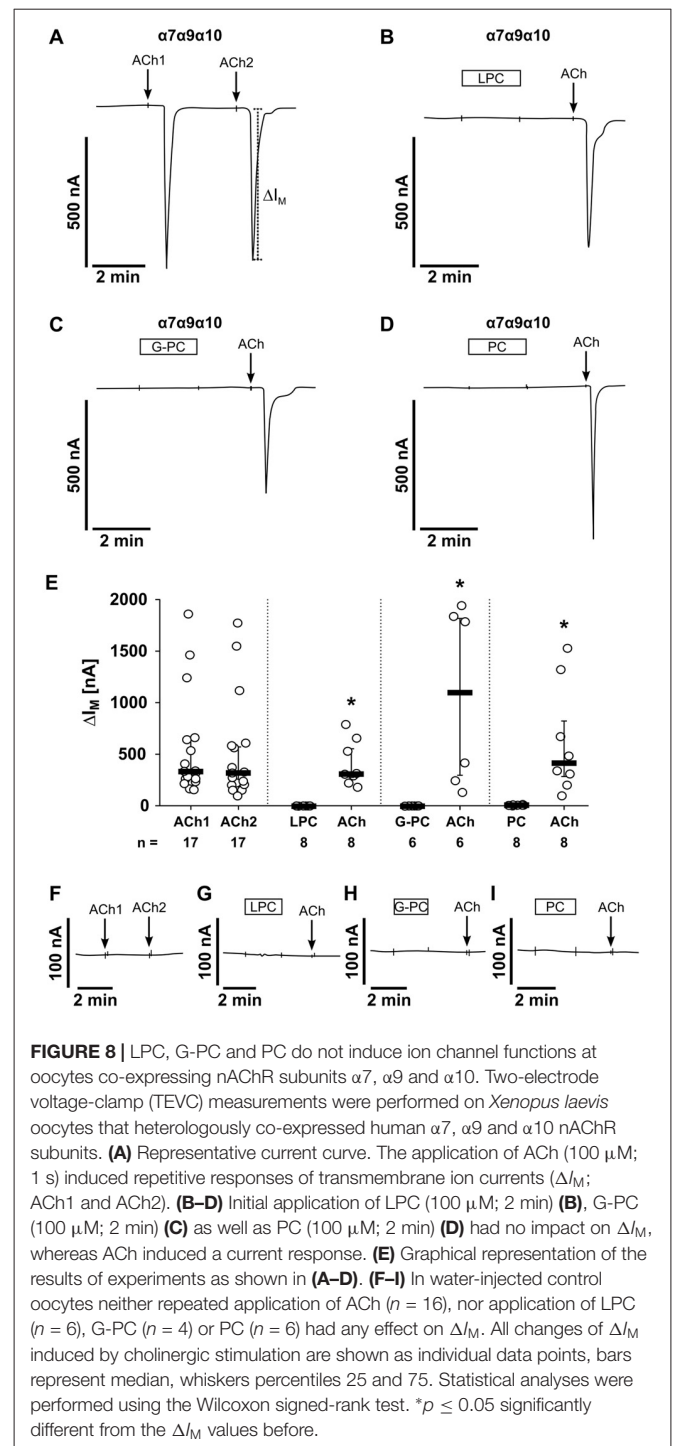 A
α7α9α10
ACh1
ACh2
500 nA
ΔIM
2 min
B
α7α9α10
LPC
ACh
500 nA
2 min
C
α7α9α10
G-PC
ACh
500 nA
2 min
D
α7α9α10
PC
ACh
500 nA
2 min
E
ΔIM [nA]
2000
1500
1000
500
0
* * *
ACh1 ACh2 LPC ACh G-PC ACh PC ACh
n = 17 17 8 8 6 6 8 8
F
ACh1
ACh2
100 nA
2 min
G
LPC
ACh
100 nA
2 min
H
G-PC
ACh
100 nA
2 min
I
PC
ACh
100 nA
2 min
FIGURE 8 | LPC, G-PC and PC do not induce ion channel functions at
oocytes co-expressing nAChR subunits α7, α9 and α10. Two-electrode
voltage-clamp (TEVC) measurements were performed on Xenopus laevis
oocytes that heterologously co-expressed human α7, α9 and α10 nAChR
subunits. (A) Representative current curve. The application of ACh (100 μM;
1 s) induced repetitive responses of transmembrane ion currents (ΔIM;
ACh1 and ACh2). (B–D) Initial application of LPC (100 μM; 2 min) (B), G-PC
(100 μM; 2 min) (C) as well as PC (100 μM; 2 min) (D) had no impact on ΔIM,
whereas ACh induced a current response. (E) Graphical representation of the
results of experiments as shown in (A–D). (F–I) In water-injected control
oocytes neither repeated application of ACh (n = 16), nor application of LPC
(n = 6), G-PC (n = 4) or PC (n = 6) had any effect on ΔIM. All changes of ΔIM
induced by cholinergic stimulation are shown as individual data points, bars
represent median, whiskers percentiles 25 and 75. Statistical analyses were
performed using the Wilcoxon signed-rank test. *p ≤ 0.05 significantly
different from the ΔIM values before.